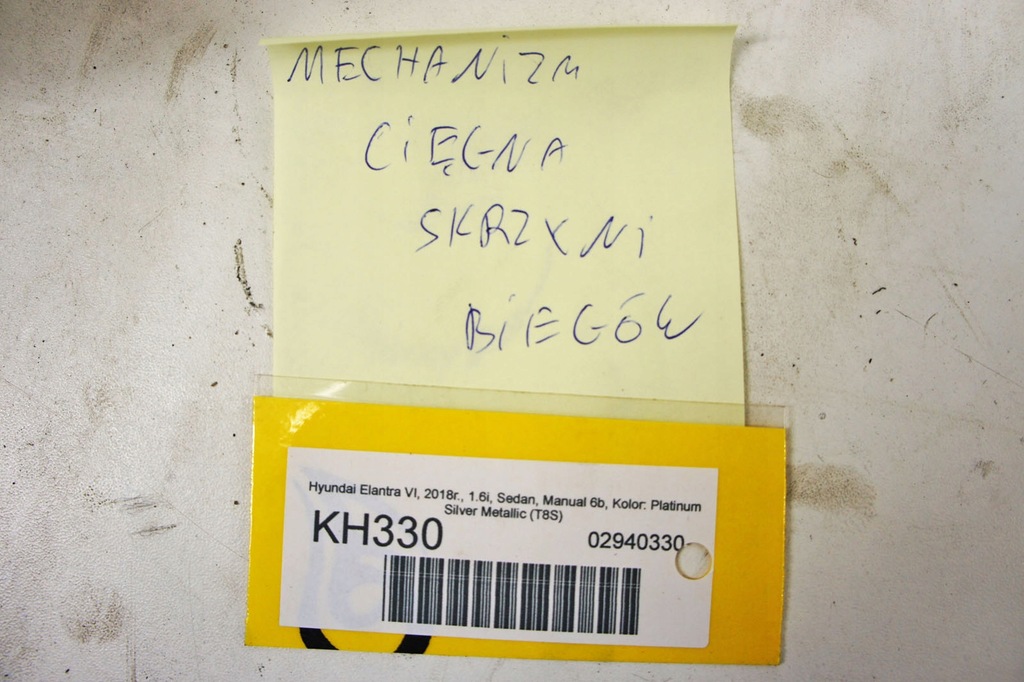 MECHANiZM
CiĘGNA
SKRZYNi
BiEGÓW
Hyundai Elantra VI, 2018r., 1.6i, Sedan, Manual 6b, Kolor: Platinum
Silver Metallic (T8S)
KH330
02940330-